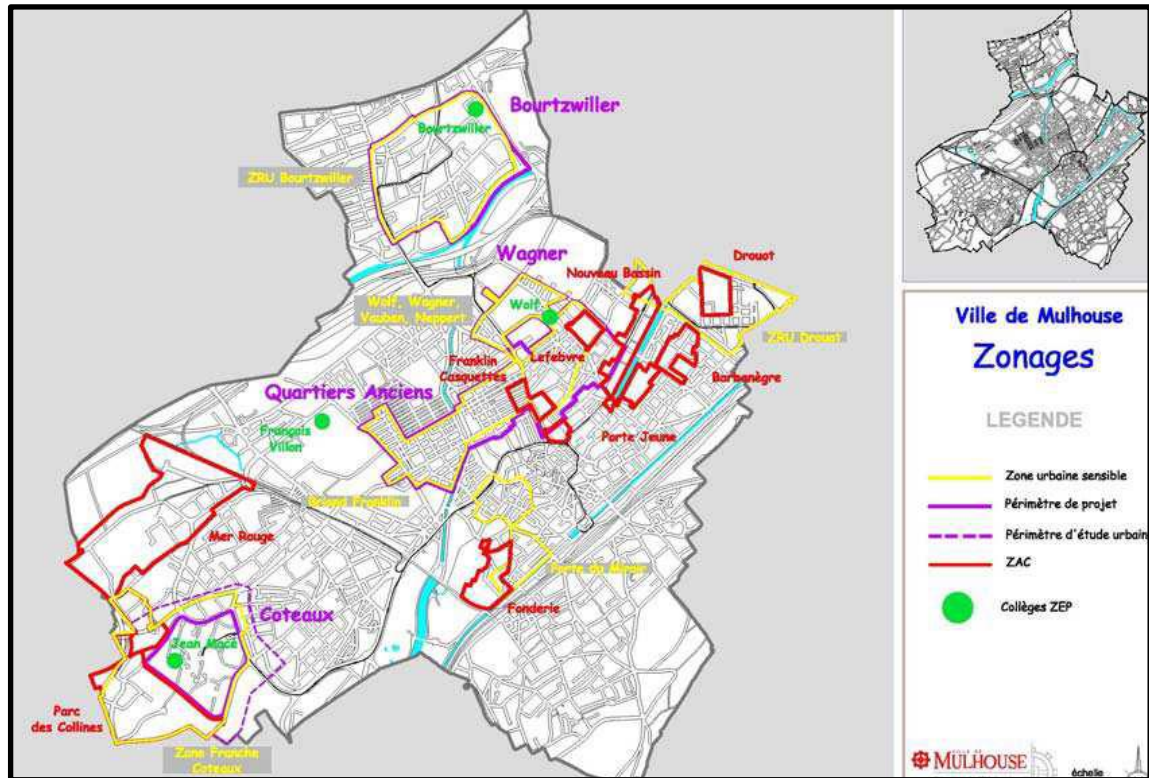 Bourtzwiller
Bourtzwiller
ZRU Bourtzwiller
Wagner
Drouot
Nouveau Bassin
Wolf, Wagner,
Vauban, Neppert
Wolf
ZRU Drouot
Franklin
Casquettes
Lefebvre
Barbanègre
Quartiers Anciens
François
Villon
Porte Jeune
Briand Franklin
Mer Rouge
Porte du Miroir
Fonderie
Coteaux
Jean Macé
Parc
des Collines
Zone Franche
Coteaux
Ville de Mulhouse
Zonages
LEGENDE
Zone urbaine sensible
Périmètre de projet
Périmètre d'étude urbain
ZAC
Collèges ZEP
VILLE DE
MULHOUSE
échelle